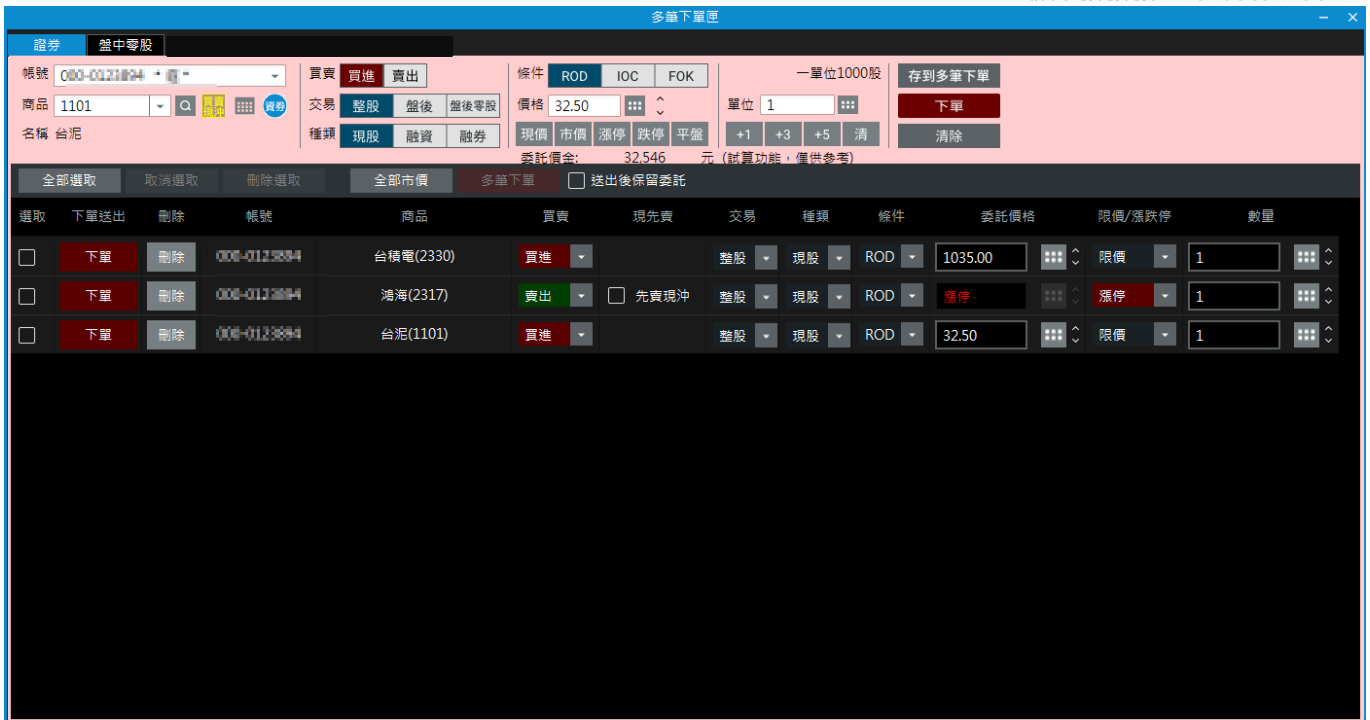 多筆下單匣
證券 盤中零股
帳號 買賣 買進 賣出 條件 ROD IOC FOK 一單位1000股 存到多筆下單
商品 1101 資券 交易 整股 盤後 盤後零股 價格 32.50 單位 1 下單
名稱 台泥 種類 現股 融資 融券 現價 市價 漲停 跌停 平盤 +1 +3 +5 清 清除
委託價金: 32,546 元 (試算功能,僅供參考)
全部選取 取消選取 刪除選取 全部市價 多筆下單 送出後保留委託
選取 下單送出 刪除 帳號 商品 買賣 現先賣 交易 種類 條件 委託價格 限價/漲跌停 數量
下單 刪除 台積電(2330) 買進 整股 現股 ROD 1035.00 限價 1
下單 刪除 鴻海(2317) 賣出 先賣現沖 整股 現股 ROD 漲停 漲停 1
下單 刪除 台泥(1101) 買進 整股 現股 ROD 32.50 限價 1